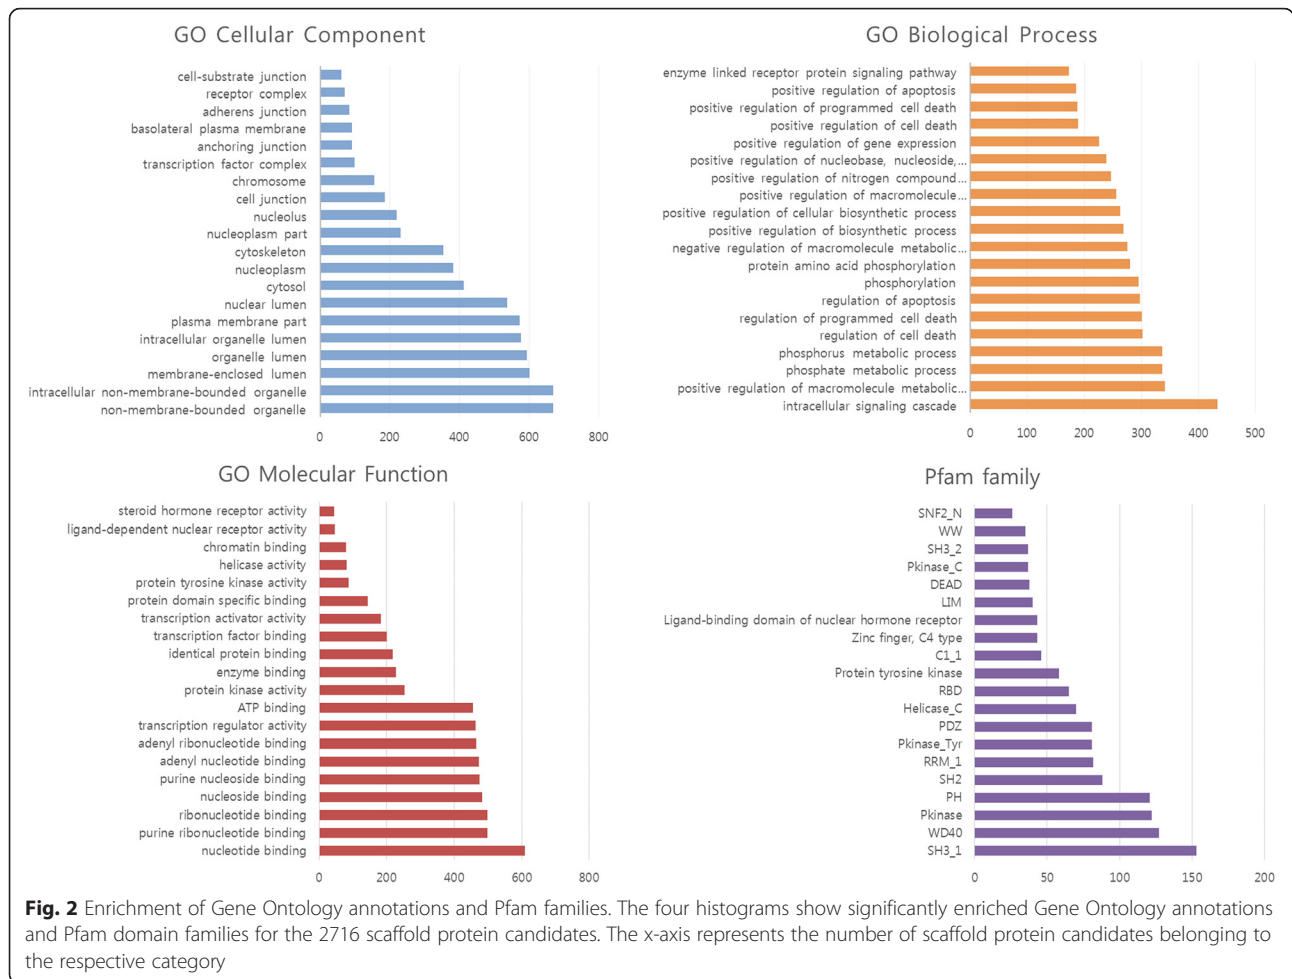 GO Cellular Component
cell-substrate junction
receptor complex
adherens junction
basolateral plasma membrane
anchoring junction
transcription factor complex
chromosome
cell junction
nucleolus
nucleoplasm part
cytoskeleton
nucleoplasm
cytosol
nuclear lumen
plasma membrane part
intracellular organelle lumen
organelle lumen
membrane-enclosed lumen
intracellular non-membrane-bounded organelle
non-membrane-bounded organelle
0 200 400 600 800
GO Biological Process
enzyme linked receptor protein signaling pathway
positive regulation of apoptosis
positive regulation of programmed cell death
positive regulation of cell death
positive regulation of gene expression
positive regulation of nucleobase, nucleoside,...
positive regulation of nitrogen compound...
positive regulation of macromolecule...
positive regulation of cellular biosynthetic process
positive regulation of biosynthetic process
negative regulation of macromolecule metabolic...
protein amino acid phosphorylation
phosphorylation
regulation of apoptosis
regulation of programmed cell death
regulation of cell death
phosphorus metabolic process
phosphate metabolic process
positive regulation of macromolecule metabolic...
intracellular signaling cascade
0 100 200 300 400 500
GO Molecular Function
steroid hormone receptor activity
ligand-dependent nuclear receptor activity
chromatin binding
helicase activity
protein tyrosine kinase activity
protein domain specific binding
transcription activator activity
transcription factor binding
identical protein binding
enzyme binding
protein kinase activity
ATP binding
transcription regulator activity
adenyl ribonucleotide binding
adenyl nucleotide binding
purine nucleoside binding
nucleoside binding
ribonucleotide binding
purine ribonucleotide binding
nucleotide binding
0 200 400 600 800
Pfam family
SNF2_N
WW
SH3_2
Pkinase_C
DEAD
LIM
Ligand-binding domain of nuclear hormone receptor
Zinc finger, C4 type
C1_1
Protein tyrosine kinase
RBD
Helicase_C
PDZ
Pkinase_Tyr
RRM_1
SH2
PH
Pkinase
WD40
SH3_1
0 50 100 150 200
Fig. 2 Enrichment of Gene Ontology annotations and Pfam families. The four histograms show significantly enriched Gene Ontology annotations
and Pfam domain families for the 2716 scaffold protein candidates. The x-axis represents the number of scaffold protein candidates belonging to
the respective category